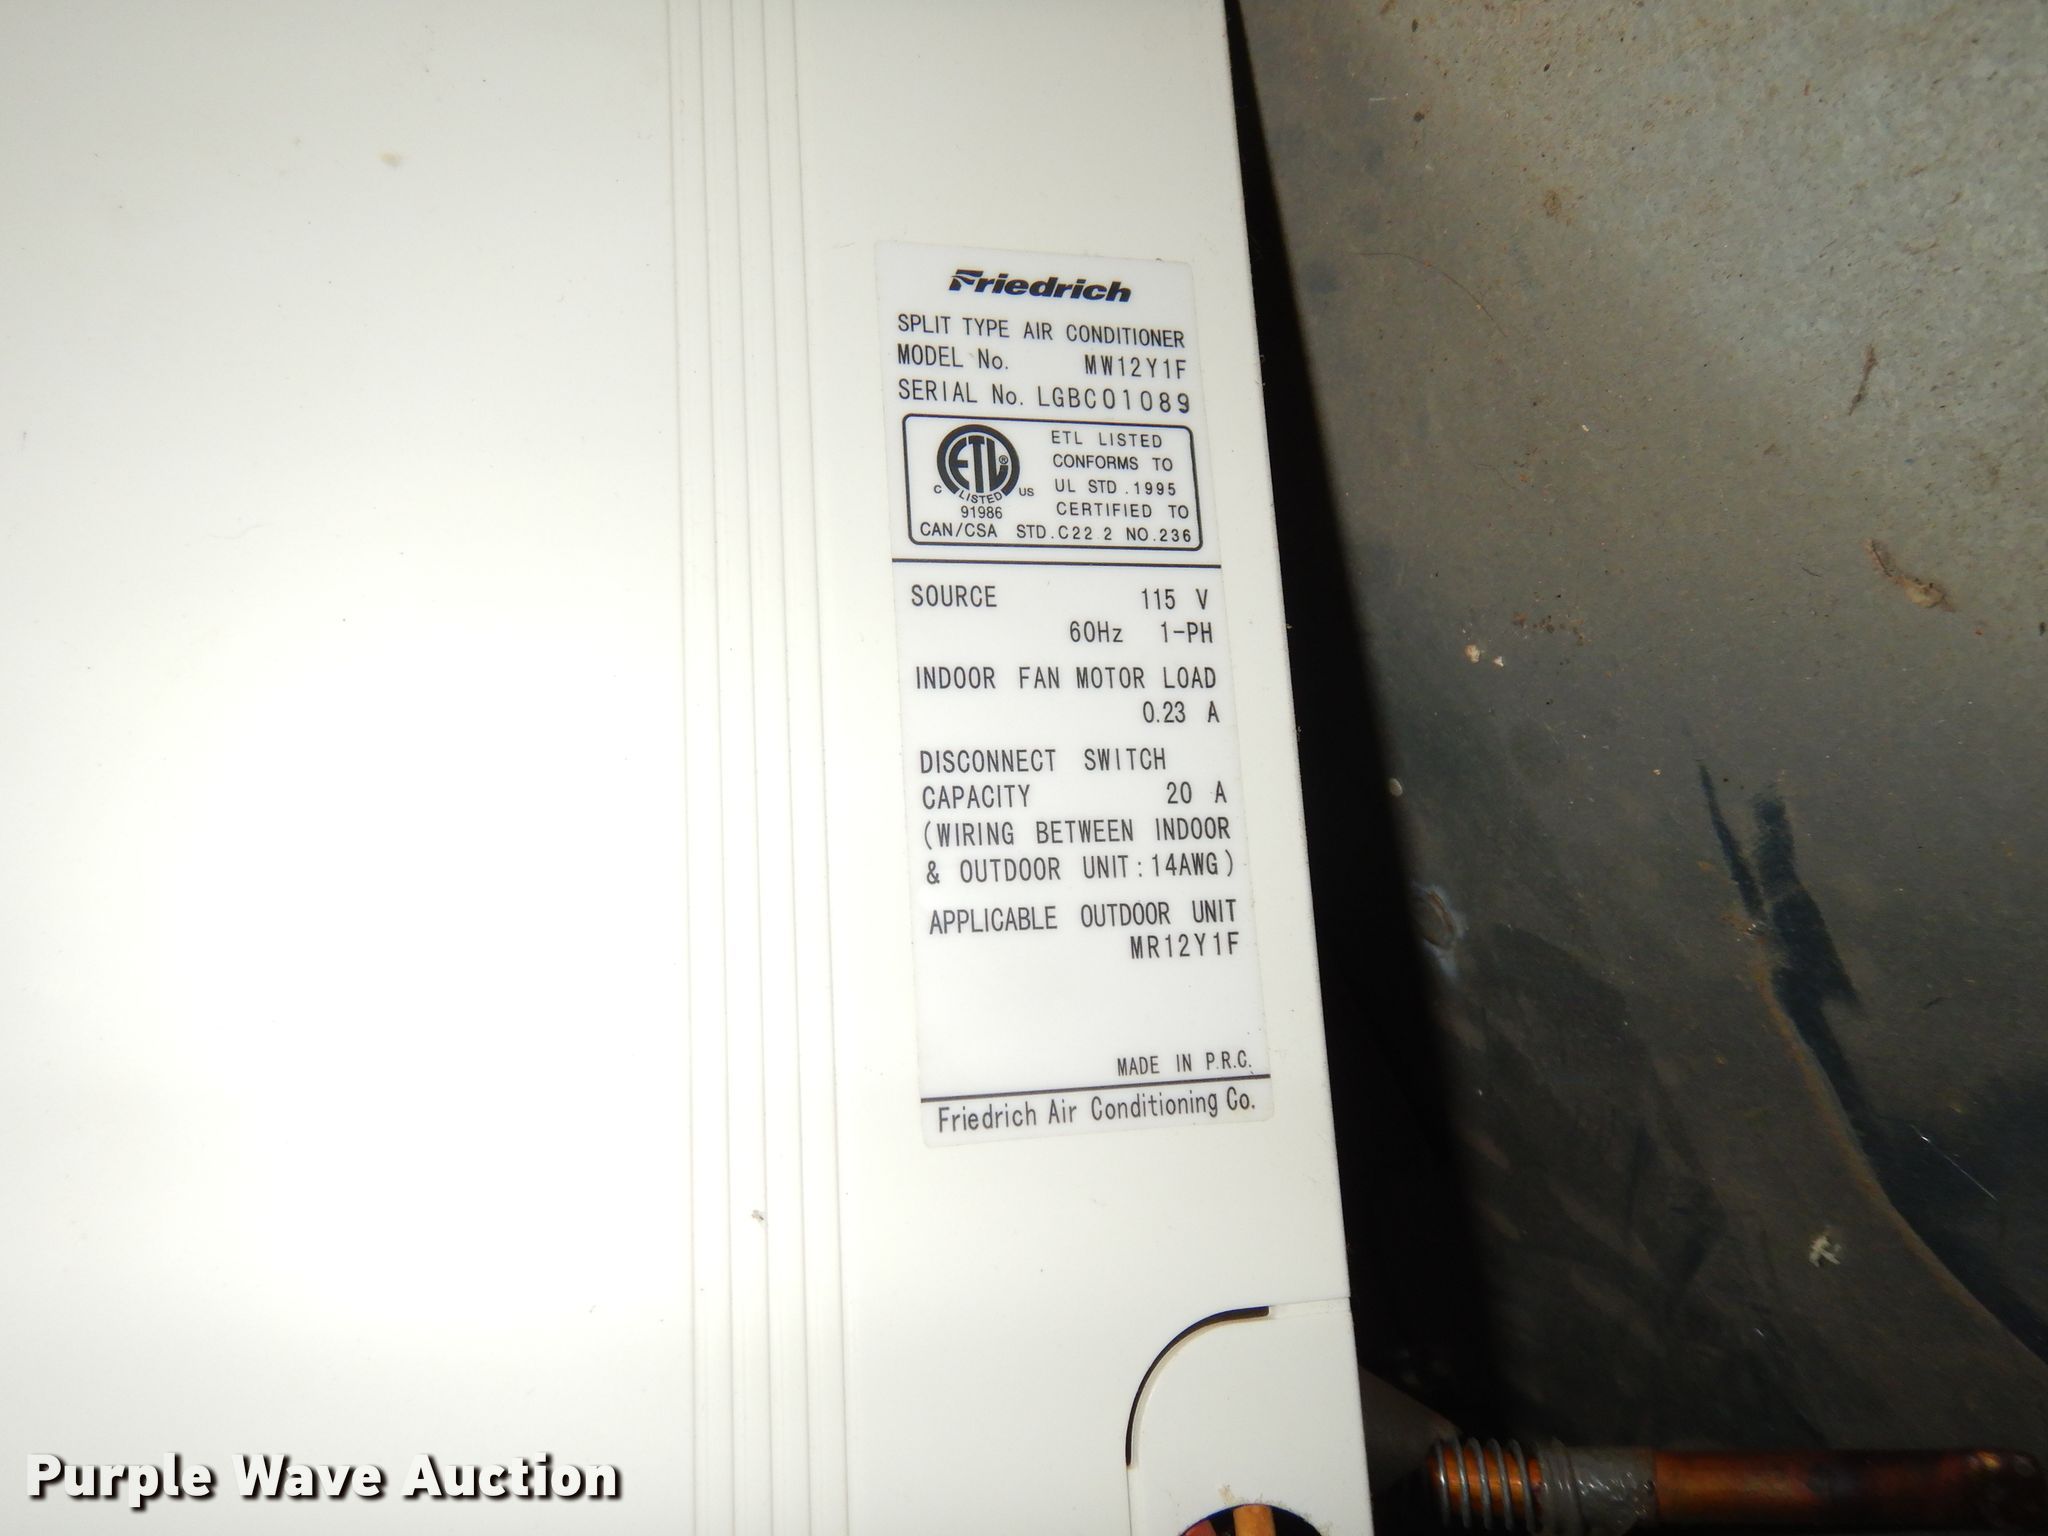 Friedrich
SPLIT TYPE AIR CONDITIONER
MODEL No. MW12Y1F
SERIAL No. LGBC01089
ETL LISTED
CONFORMS TO
UL STD .1995
CERTIFIED TO
CAN/CSA STD.C22 2 NO.236
ETL®
C LISTED US
91986
SOURCE 115 V
60Hz 1-PH
INDOOR FAN MOTOR LOAD
0.23 A
DISCONNECT SWITCH
CAPACITY 20 A
(WIRING BETWEEN INDOOR
& OUTDOOR UNIT:14AWG)
APPLICABLE OUTDOOR UNIT
MR12Y1F
MADE IN P.R.C.
Friedrich Air Conditioning Co.
Purple Wave Auction